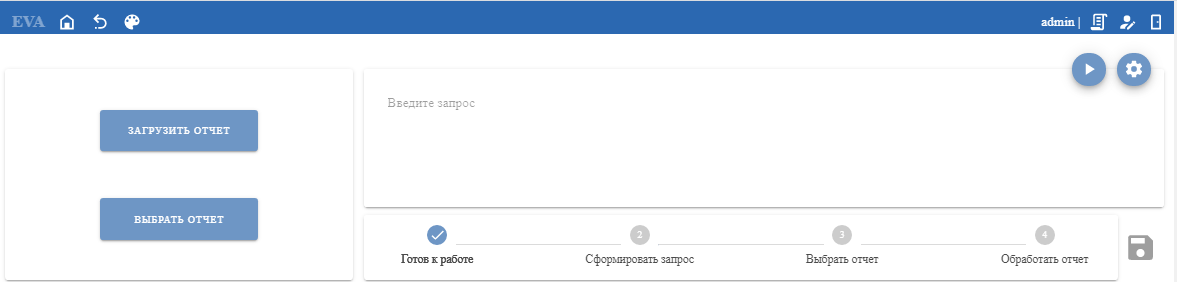 EVA
admin |
ЗАГРУЗИТЬ ОТЧЕТ
ВЫБРАТЬ ОТЧЕТ
Введите запрос
2
3
4
Готов к работе
Сформировать запрос
Выбрать отчет
Обработать отчет